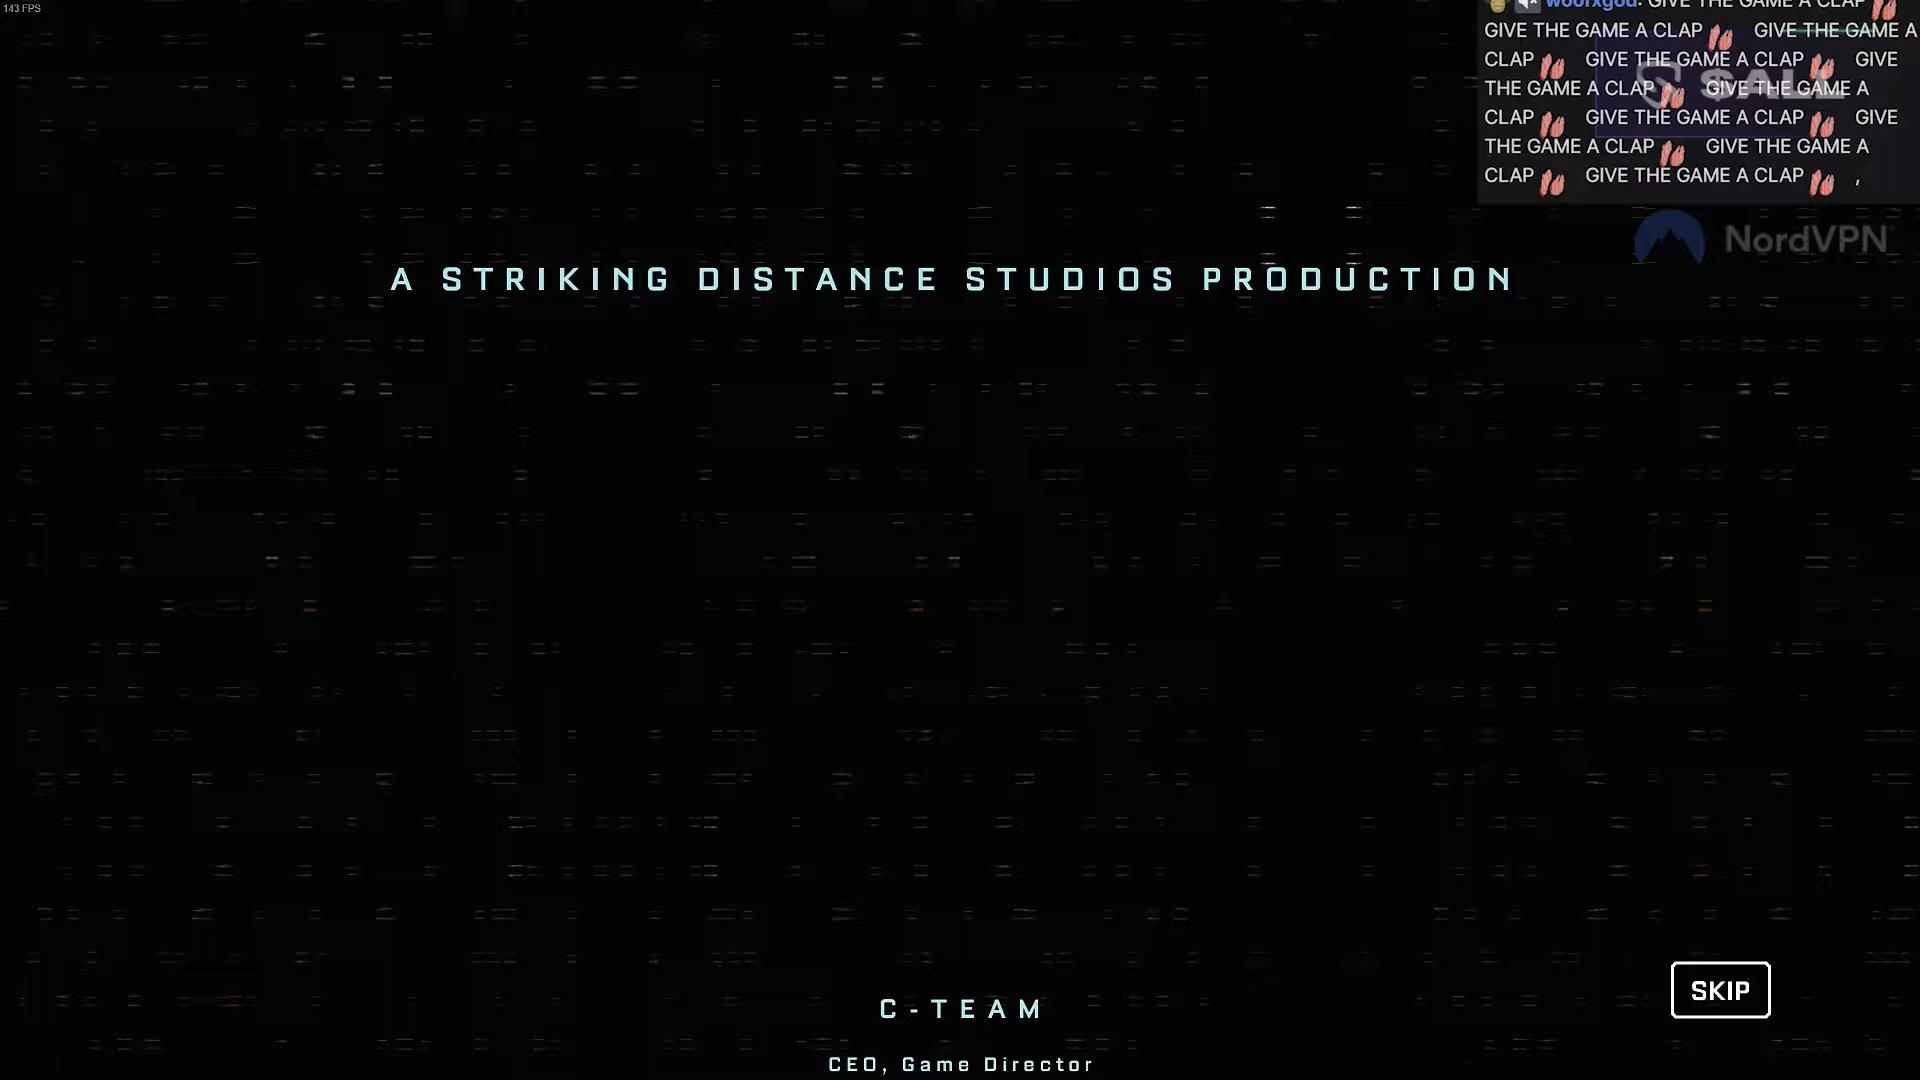 143 FPS
woofxgod: GIVE THE GAME A CLAP
GIVE THE GAME A CLAP GIVE THE GAME A
CLAP GIVE THE GAME A CLAP GIVE
THE GAME A CLAP GIVE THE GAME A
CLAP GIVE THE GAME A CLAP GIVE
THE GAME A CLAP GIVE THE GAME A
CLAP GIVE THE GAME A CLAP ,
$ALL
NordVPN
A STRIKING DISTANCE STUDIOS PRODUCTION
SKIP
C-TEAM
CEO, Game Director